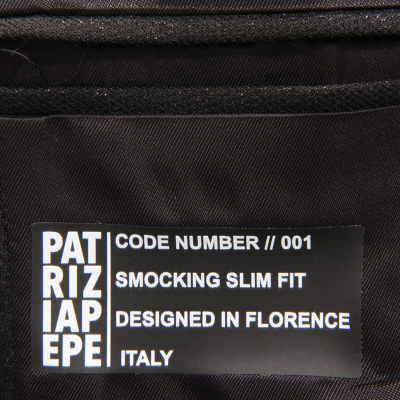 PAT
RIZ
IAP
EPE
CODE NUMBER // 001
SMOCKING SLIM FIT
DESIGNED IN FLORENCE
ITALY